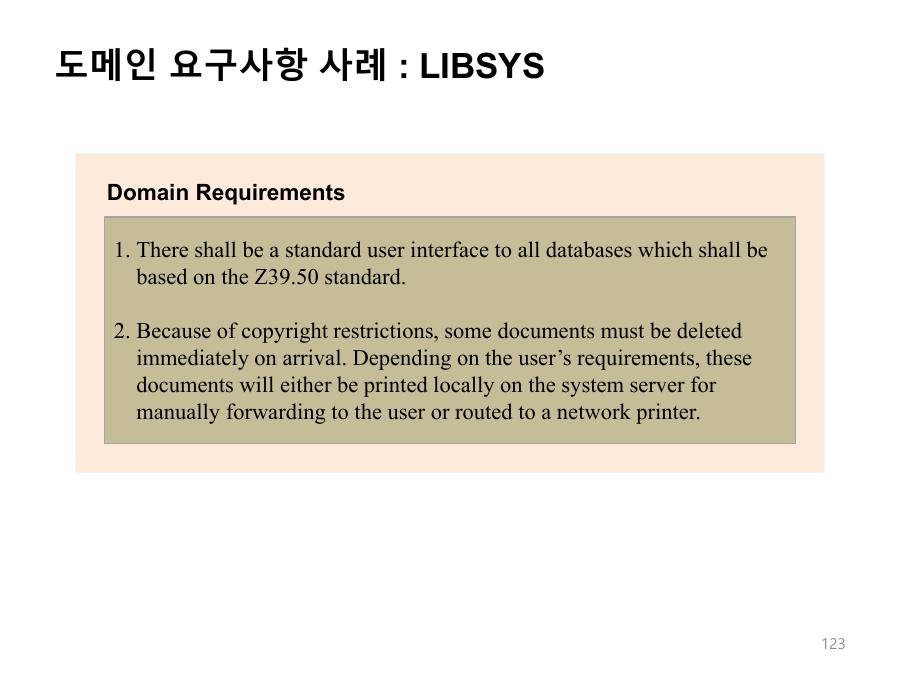 도메인 요구사항 사례 : LIBSYS
Domain Requirements
1. There shall be a standard user interface to all databases which shall be
based on the Z39.50 standard.
2. Because of copyright restrictions, some documents must be deleted
immediately on arrival. Depending on the user’s requirements, these
documents will either be printed locally on the system server for
manually forwarding to the user or routed to a network printer.
123